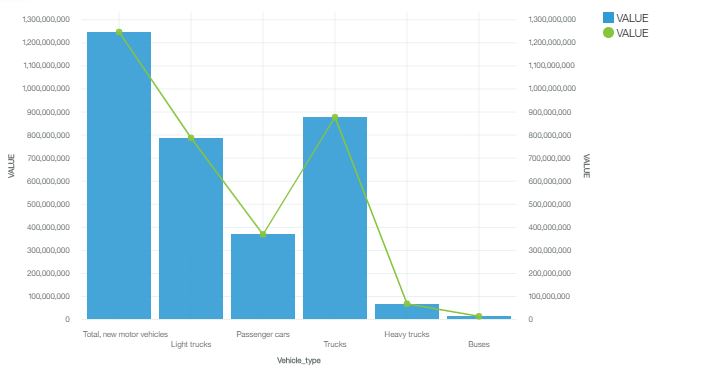 1,300,000,000
1,200,000,000
1,100,000,000
1,000,000,000
900,000,000
800,000,000
700,000,000
600,000,000
500,000,000
400,000,000
300,000,000
200,000,000
100,000,000
0
VALUE
Total, new motor vehicles
Light trucks
Passenger cars
Trucks
Heavy trucks
Buses
Vehicle_type
1,300,000,000
1,200,000,000
1,100,000,000
1,000,000,000
900,000,000
800,000,000
700,000,000
600,000,000
500,000,000
400,000,000
300,000,000
200,000,000
100,000,000
0
VALUE
VALUE
VALUE